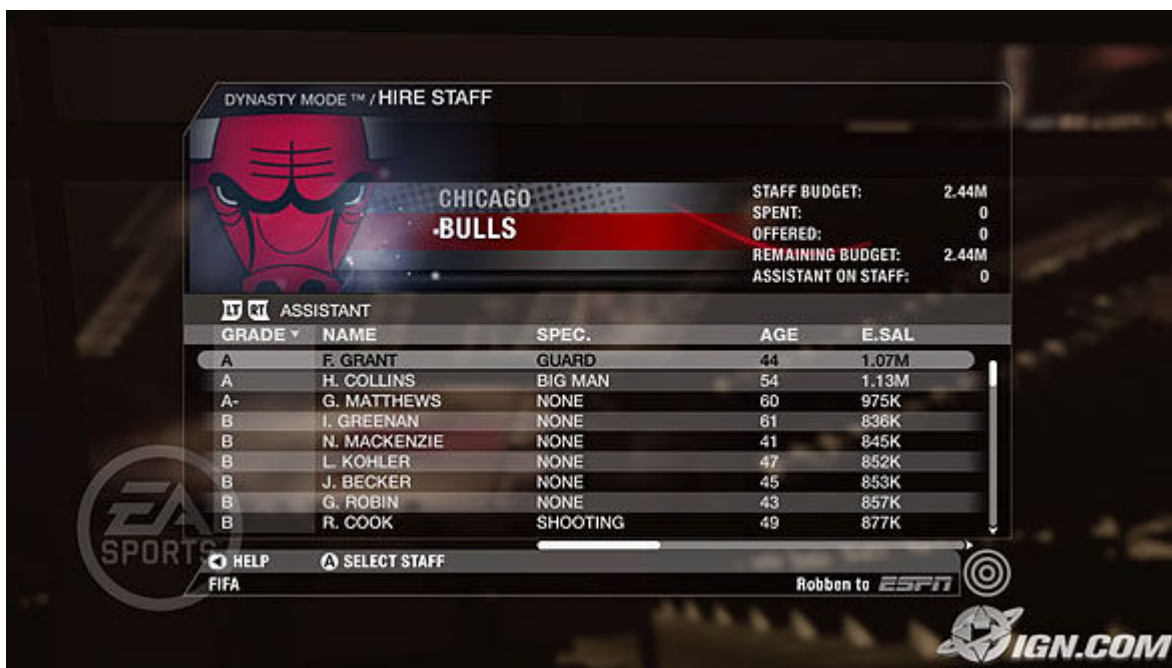 DYNASTY MODE ™ / HIRE STAFF
CHICAGO
BULLS
STAFF BUDGET: 2.44M
SPENT: 0
OFFERED: 0
REMAINING BUDGET: 2.44M
ASSISTANT ON STAFF: 0
LT RT ASSISTANT
GRADE NAME SPEC. AGE E.SAL
A F. GRANT GUARD 44 1.07M
A H. COLLINS BIG MAN 54 1.13M
A- G. MATTHEWS NONE 60 975K
B I. GREENAN NONE 61 836K
B N. MACKENZIE NONE 41 845K
B L. KOHLER NONE 47 852K
B J. BECKER NONE 45 853K
B G. ROBIN NONE 43 857K
B R. COOK SHOOTING 49 877K
EA
SPORTS
HELP A SELECT STAFF
FIFA Robben to ESPN
IGN.COM